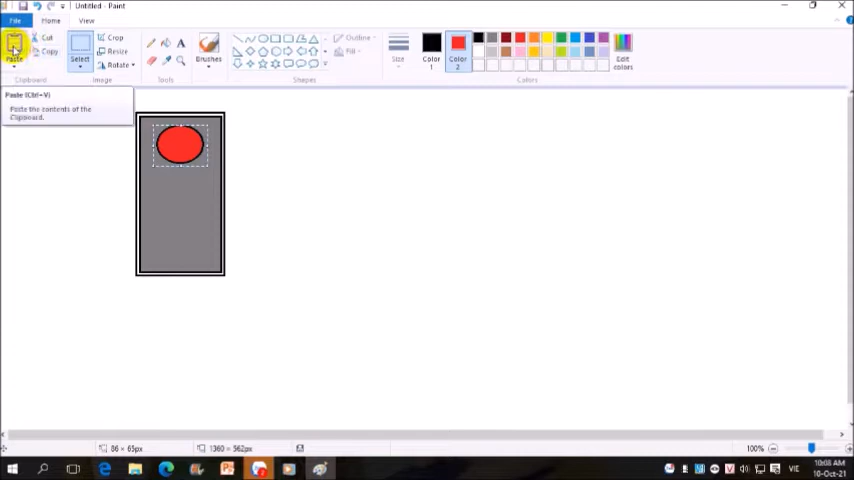 Untitled - Paint
File
Home
View
Paste
Cut
Copy
Clipboard
Select
Crop
Resize
Rotate
Image
A
Tools
Brushes
Shapes
Outline
Fill
Size
Color
1
Color
2
Edit
colors
Colors
Paste (Ctrl+V)
Paste the contents of the
Clipboard.
86 × 65px
1360 × 562px
100%
VIE
10:08 AM
10-Oct-21